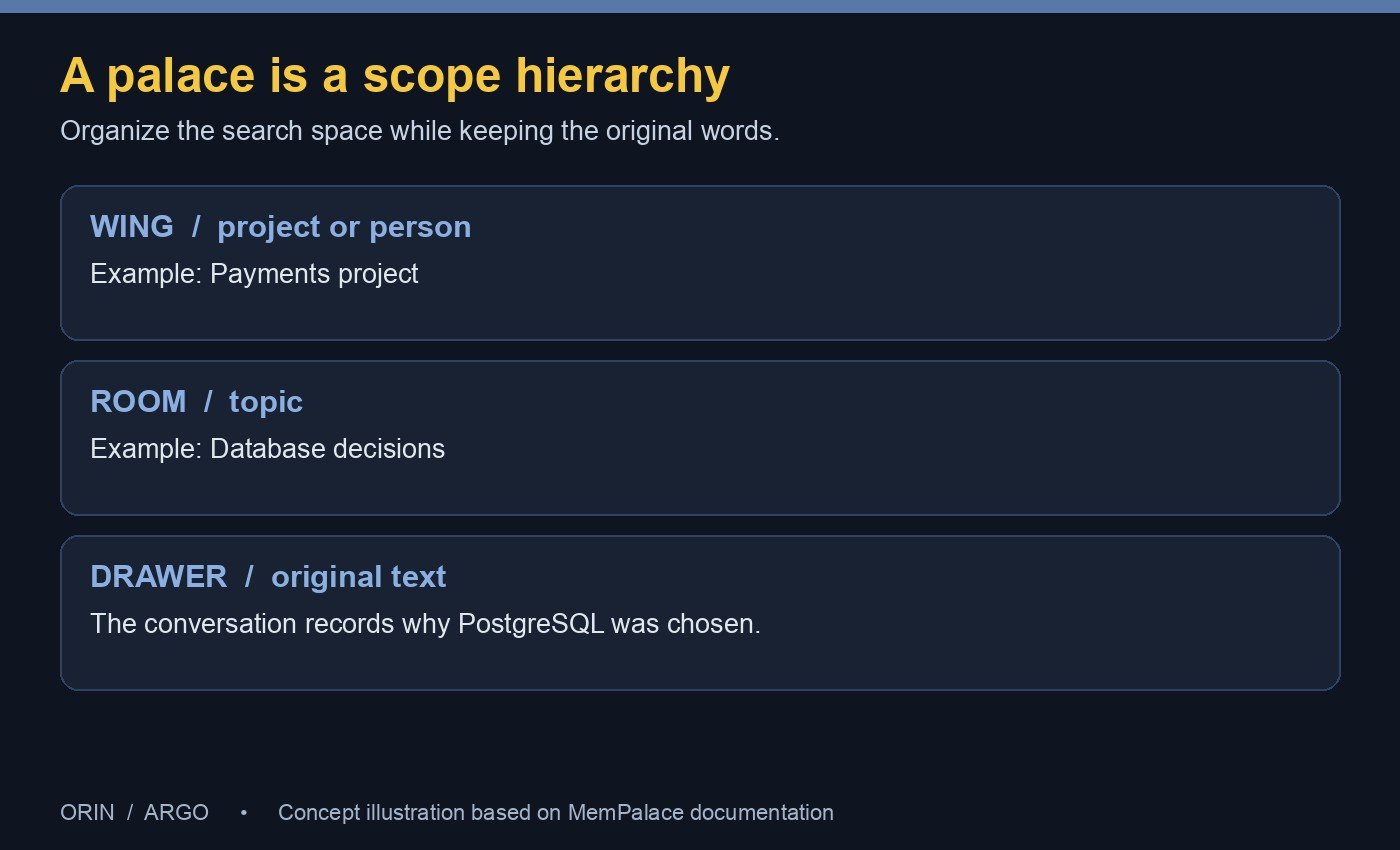 A palace is a scope hierarchy
Organize the search space while keeping the original words.
WING / project or person
Example: Payments project
ROOM / topic
Example: Database decisions
DRAWER / original text
The conversation records why PostgreSQL was chosen.
ORIN / ARGO • Concept illustration based on MemPalace documentation